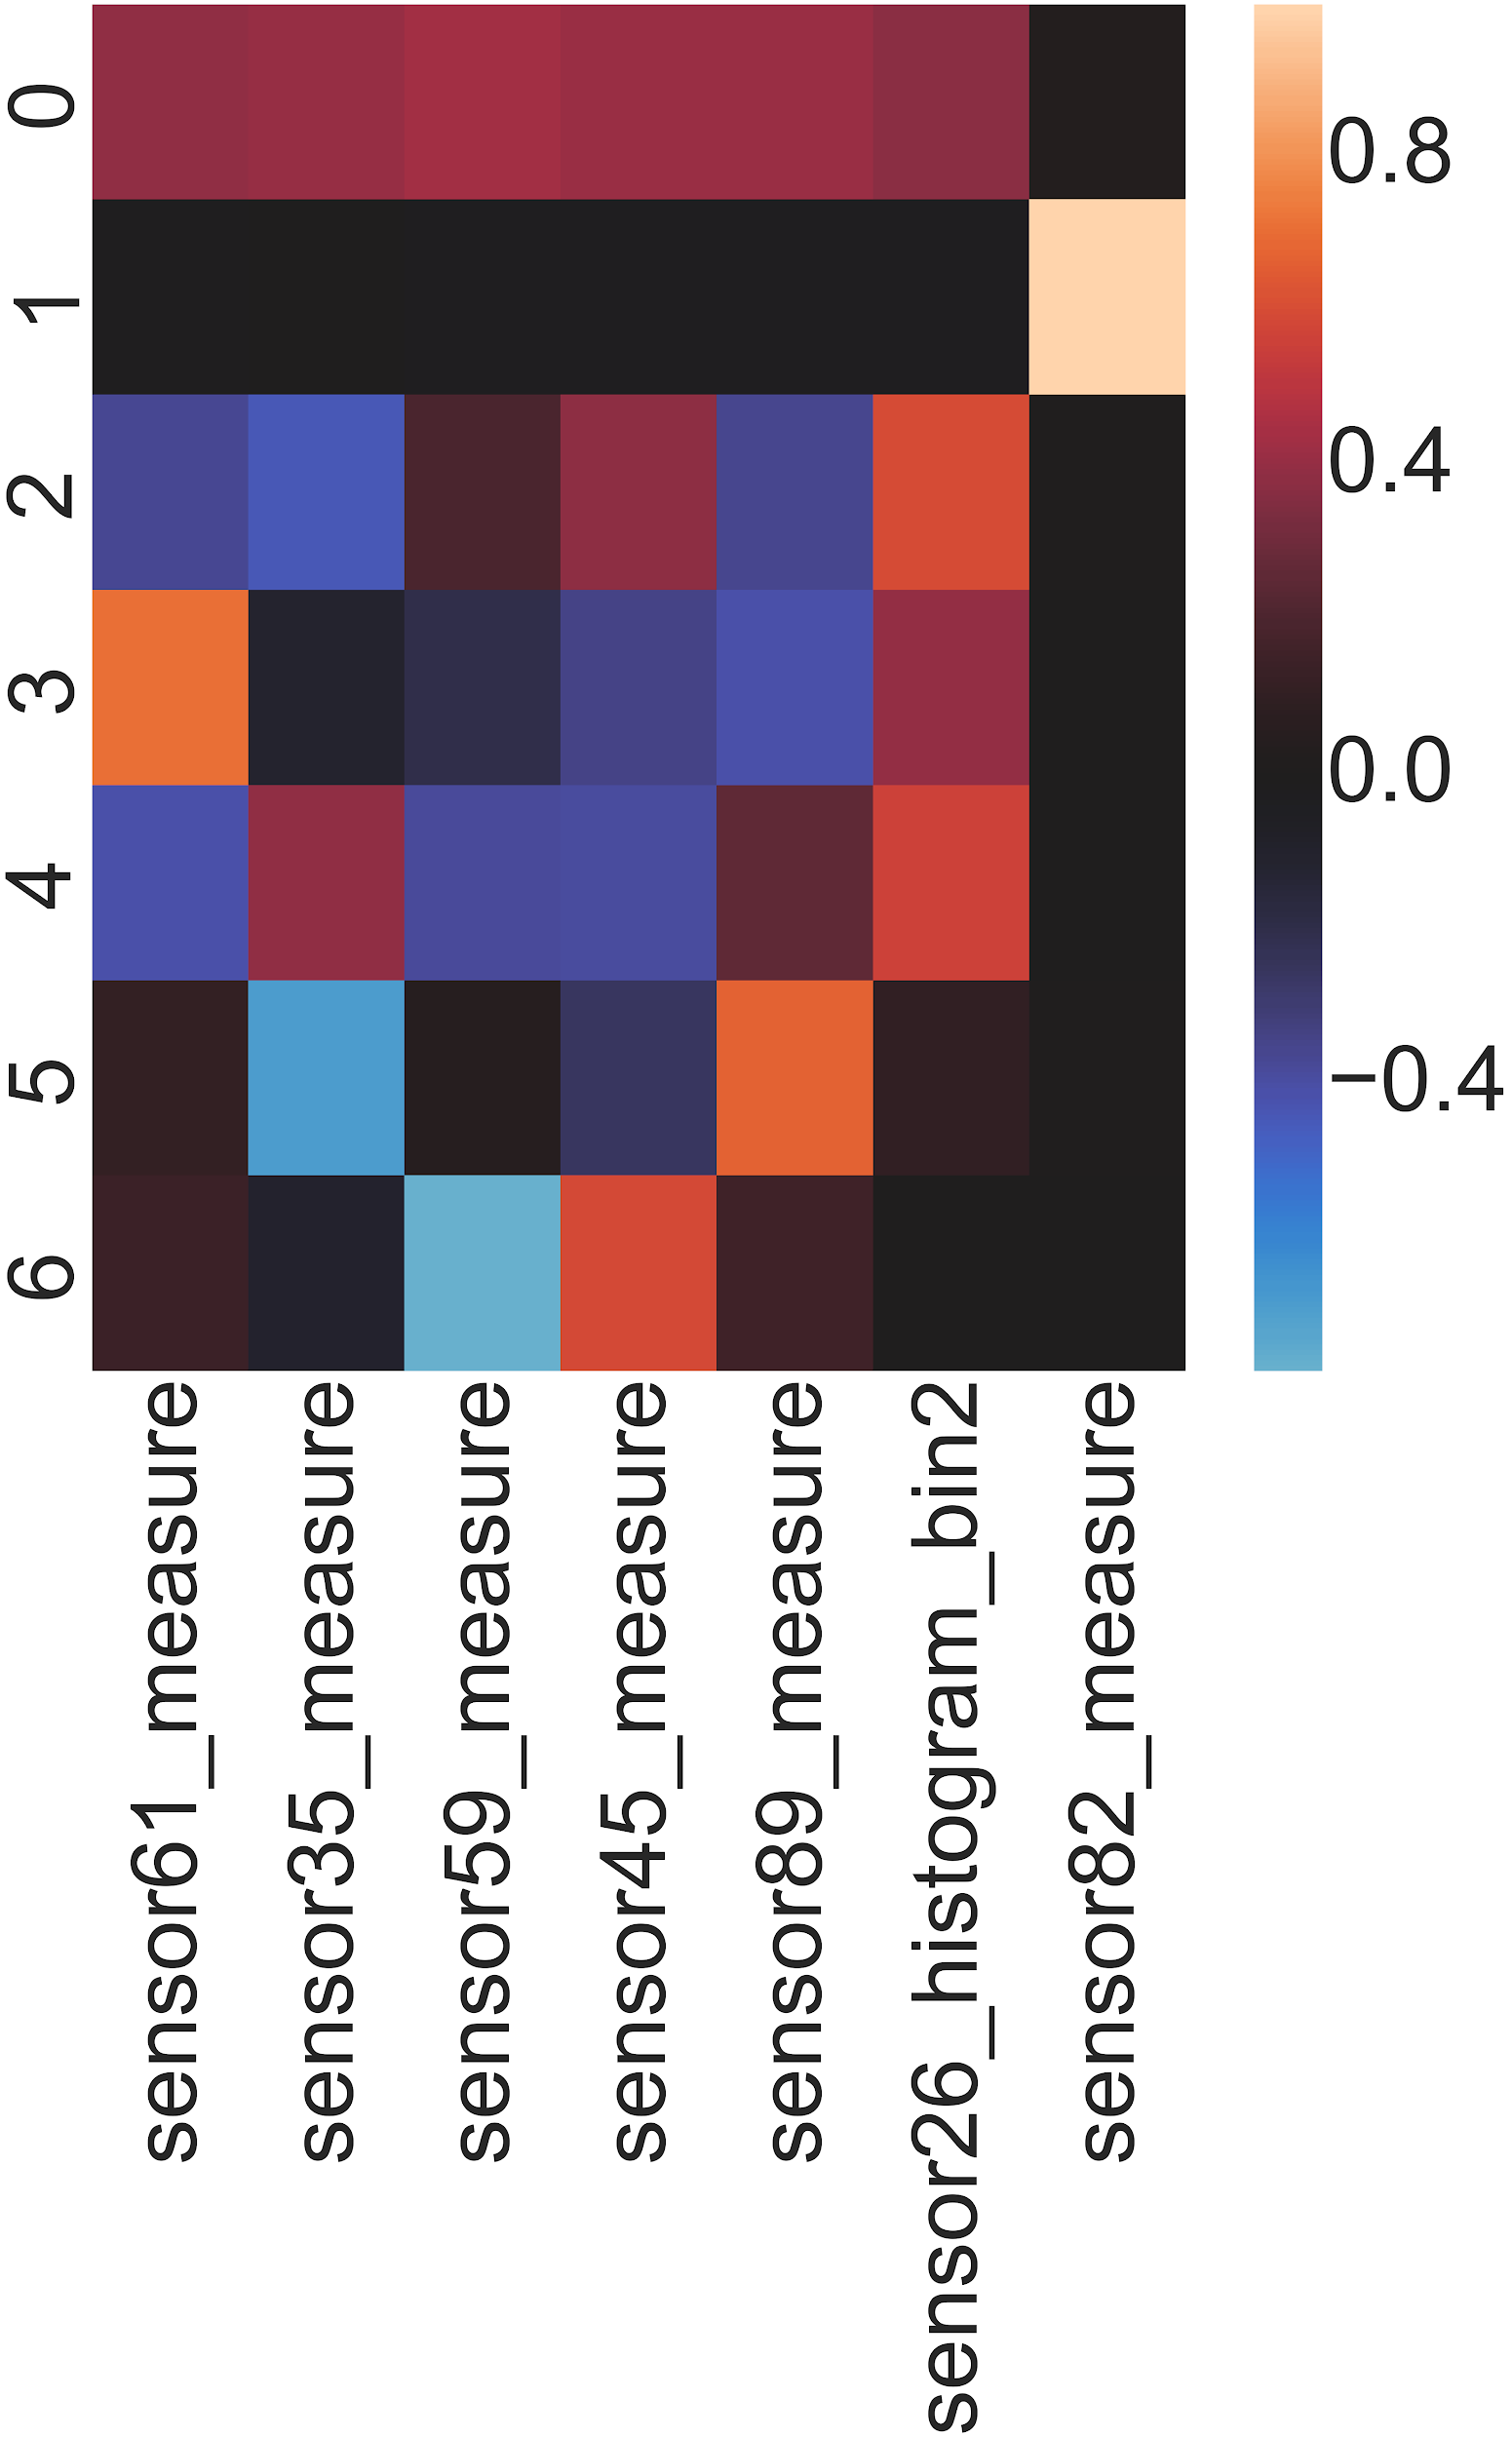 0
1
2
3
4
5
6
sensor61_measure
sensor35_measure
sensor59_measure
sensor45_measure
sensor89_measure
sensor26_histogram_bin2
sensor82_measure
0.8
0.4
0.0
−0.4